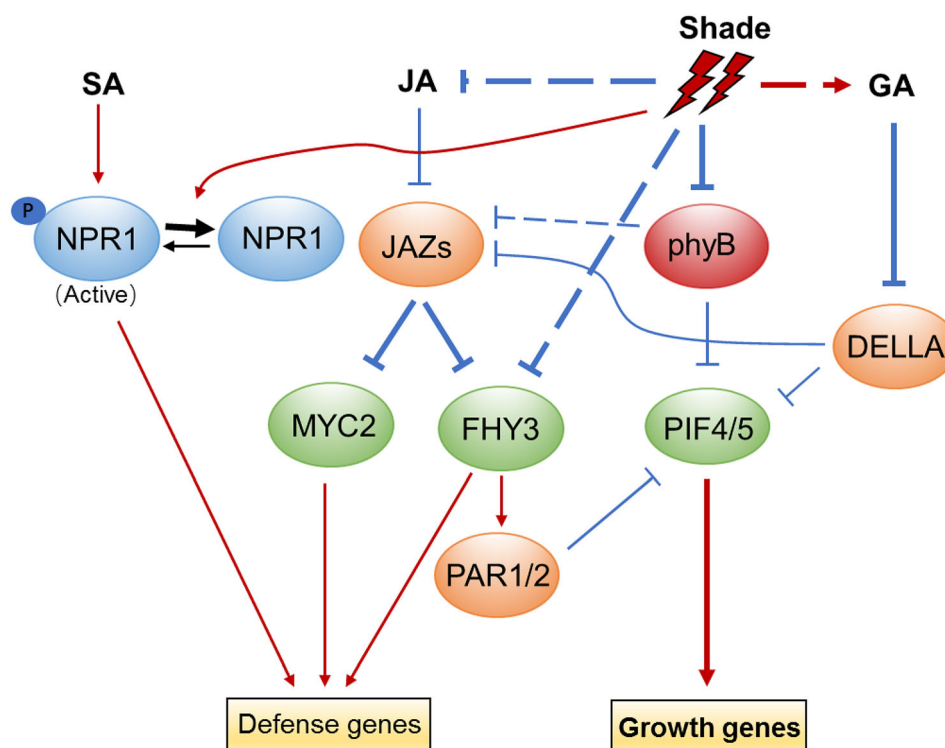 Shade
SA
JA
GA
P
NPR1
NPR1
JAZs
phyB
(Active)
DELLA
MYC2
FHY3
PIF4/5
PAR1/2
Defense genes
Growth genes